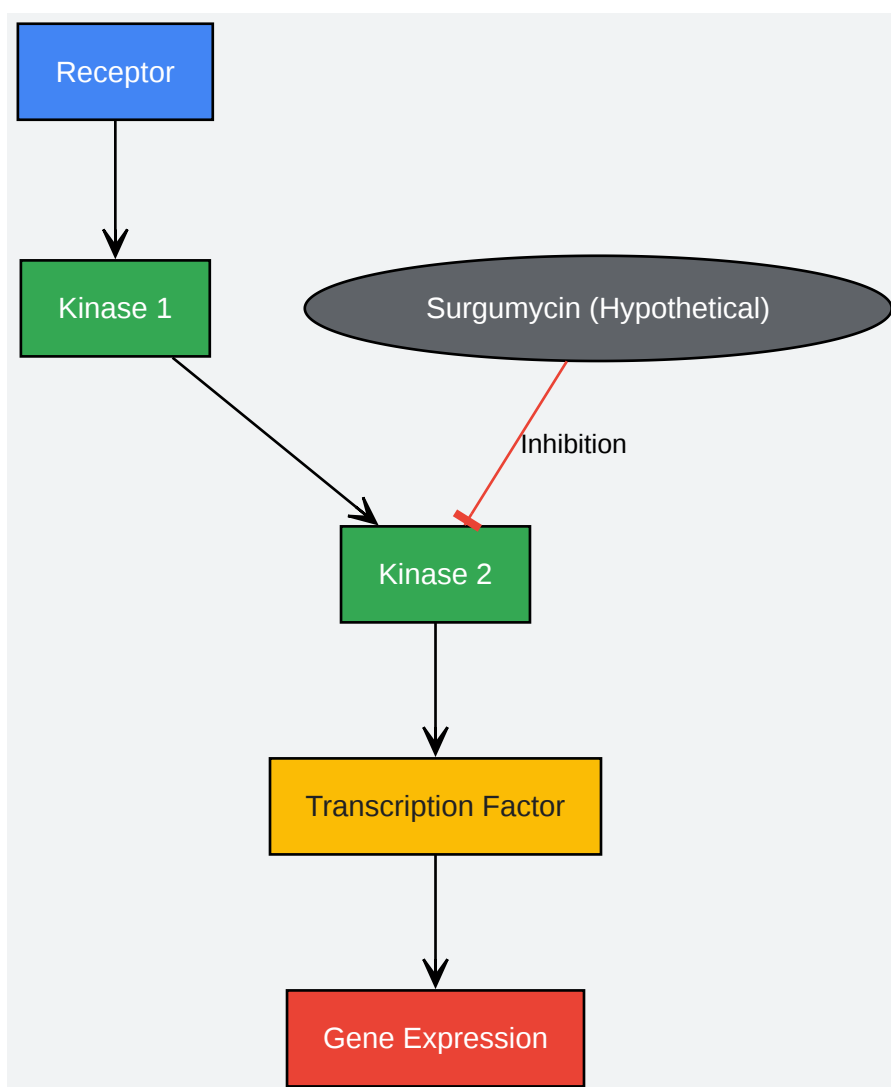 Receptor
Kinase 1
Surgumycin (Hypothetical)
Inhibition
Kinase 2
Transcription Factor
Gene Expression